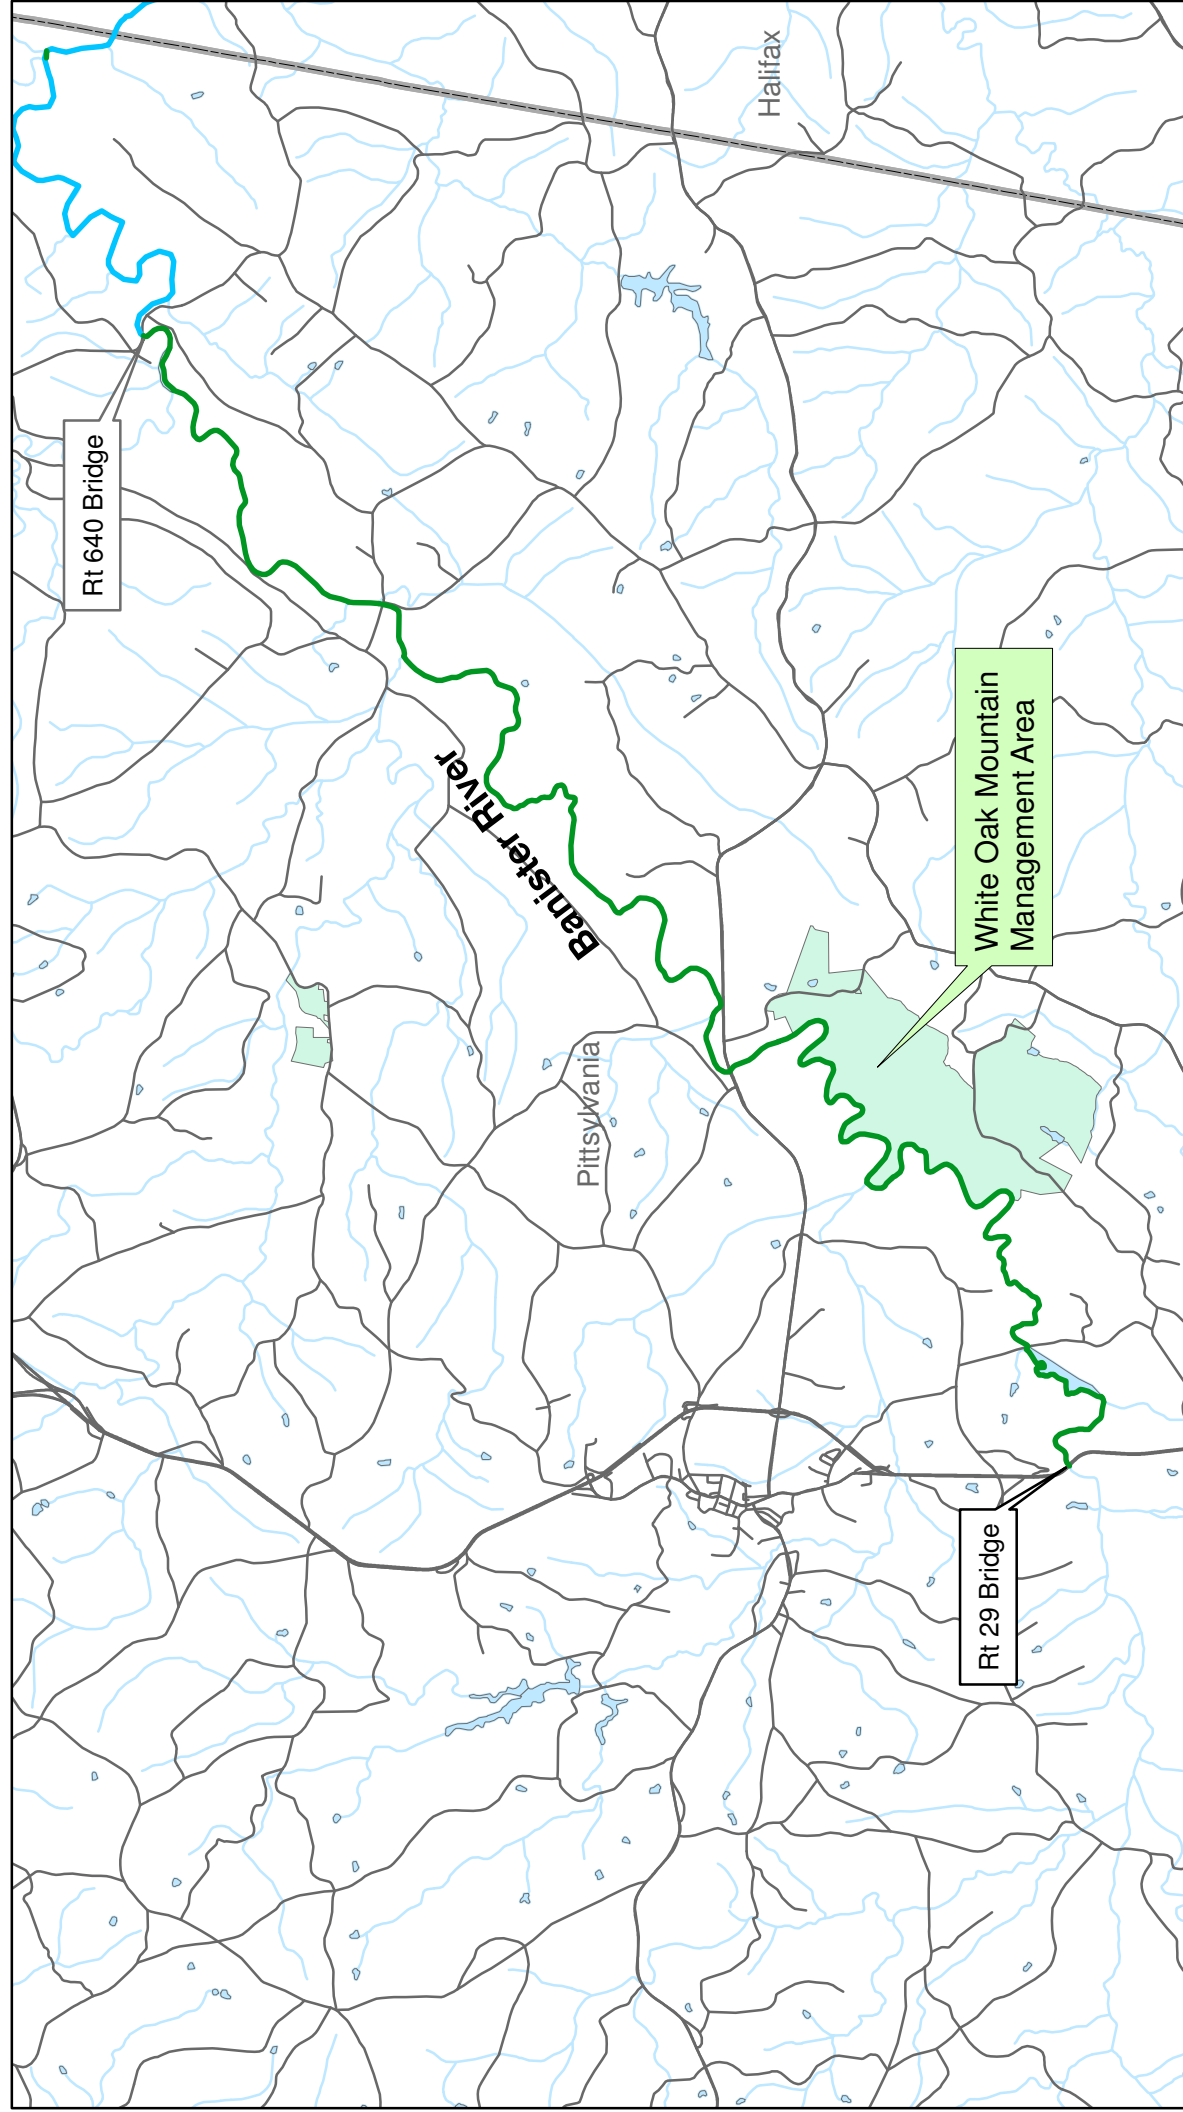 Halifax
Rt 640 Bridge
Banister River
White Oak Mountain
Management Area
Pittsylvania
Rt 29 Bridge